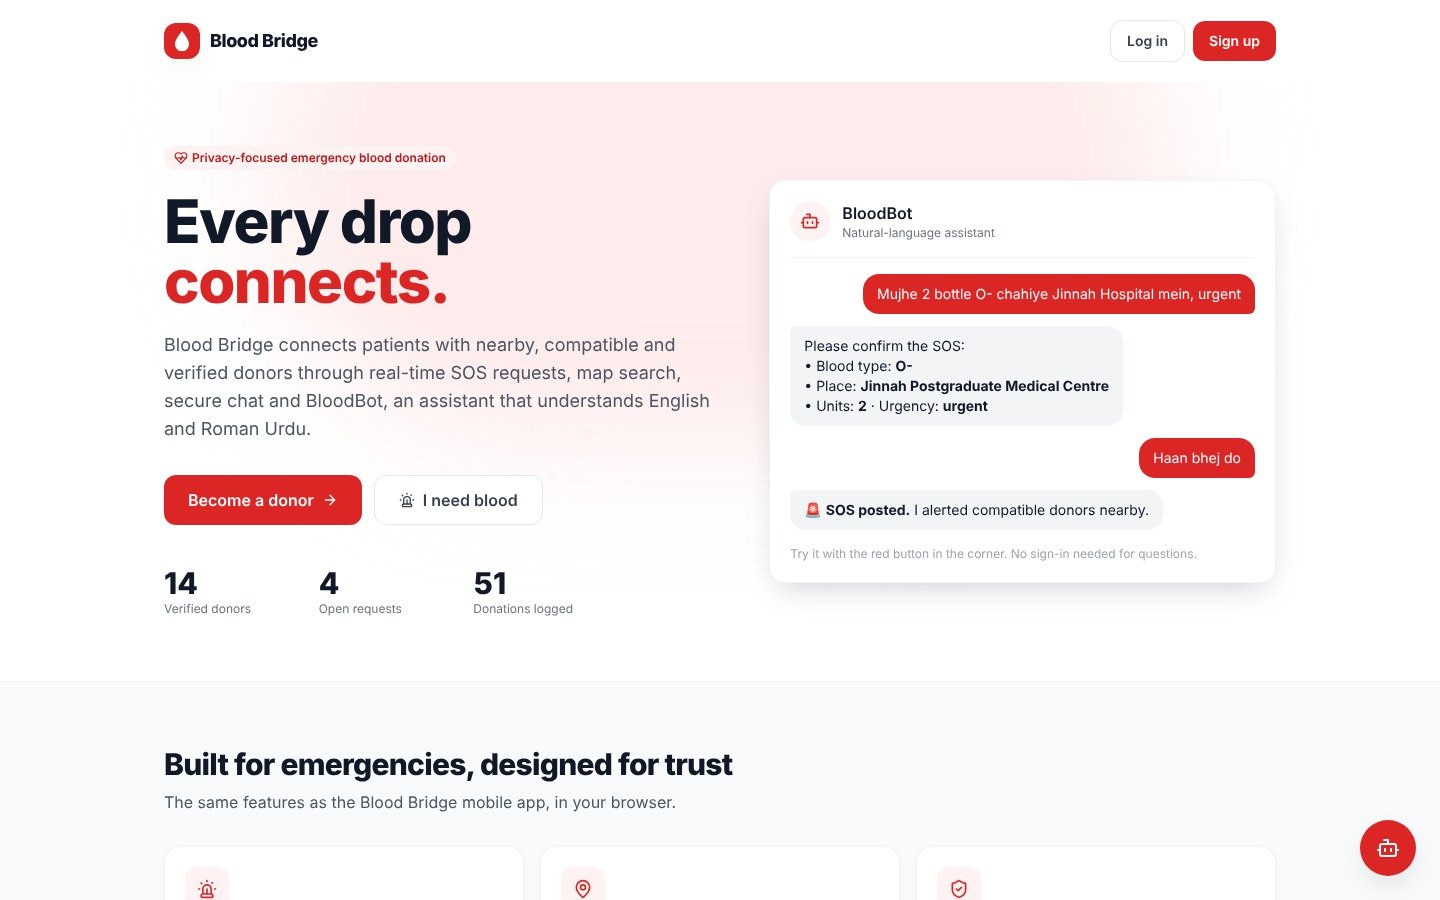 Blood Bridge
Log in
Sign up
Privacy-focused emergency blood donation
Every drop
connects.
Blood Bridge connects patients with nearby, compatible and
verified donors through real-time SOS requests, map search,
secure chat and BloodBot, an assistant that understands English
and Roman Urdu.
Become a donor →
I need blood
14
Verified donors
4
Open requests
51
Donations logged
BloodBot
Natural-language assistant
Mujhe 2 bottle O- chahiye Jinnah Hospital mein, urgent
Please confirm the SOS:
• Blood type: O-
• Place: Jinnah Postgraduate Medical Centre
• Units: 2 · Urgency: urgent
Haan bhej do
🚨 SOS posted. I alerted compatible donors nearby.
Try it with the red button in the corner. No sign-in needed for questions.
Built for emergencies, designed for trust
The same features as the Blood Bridge mobile app, in your browser.